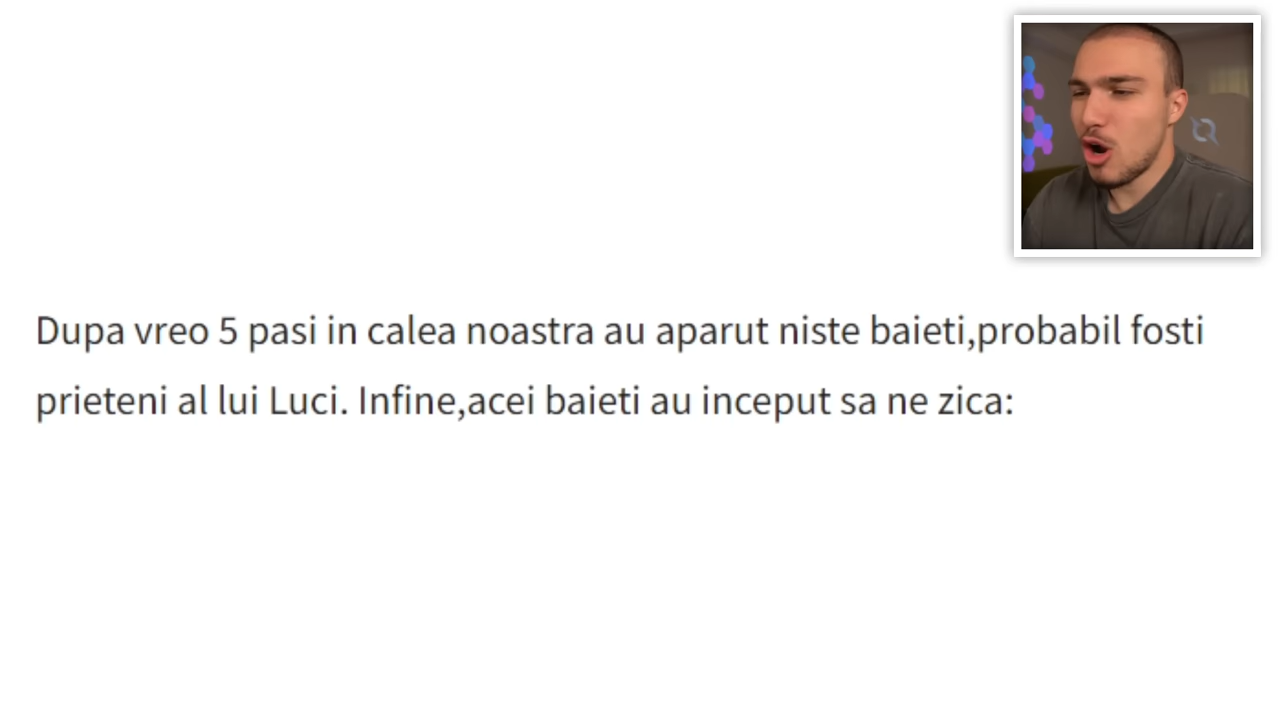 Dupa vreo 5 pasi in calea noastra au aparut niste baieti,probabil fosti
prieteni al lui Luci. Infine,acei baieti au inceput sa ne zica: